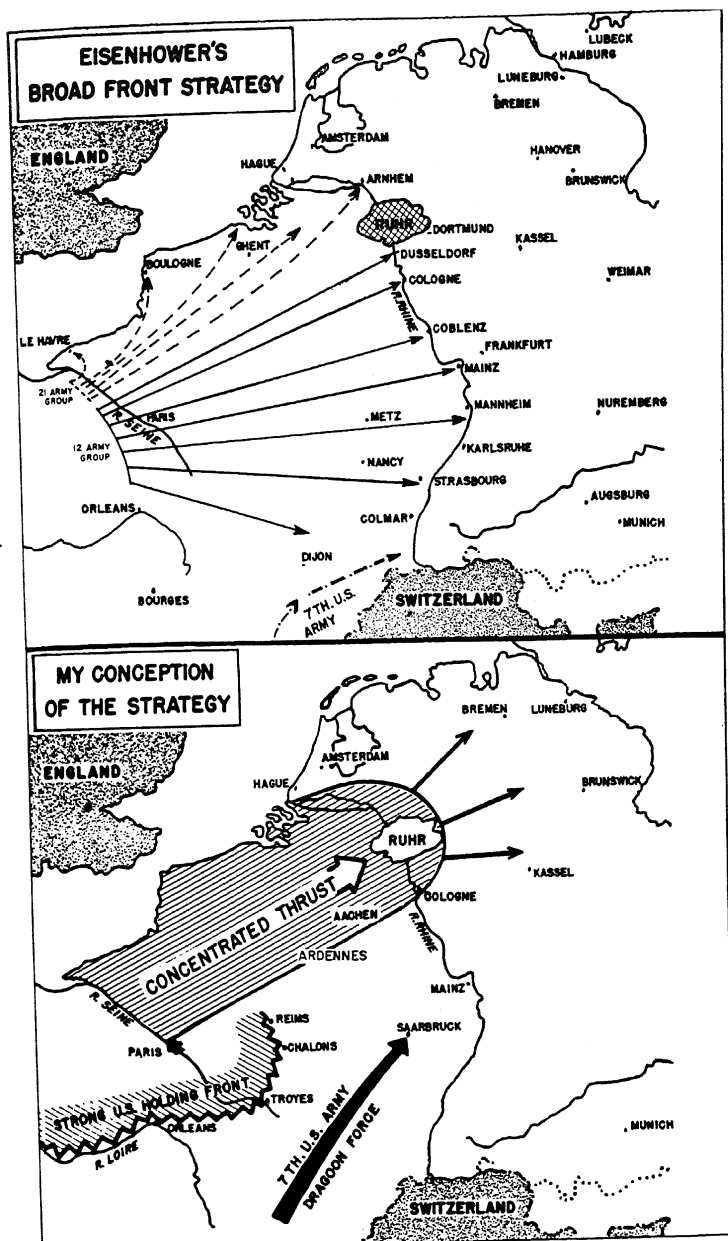 EISENHOWER'S
BROAD FRONT STRATEGY
LUBECK
HAMBURG
LUNEBURG
BREMEN
AMSTERDAM
ENGLAND
HANOVER
HAGUE
ARNHEM
BRUNSWICK
RUHR
DORTMUND
GHENT
KASSEL
DUSSELDORF
BOULOGNE
COLOGNE
WEIMAR
R. RHINE
COBLENZ
LE HAVRE
FRANKFURT
MAINZ
21 ARMY
GROUP
R. SEINE
PARIS
METZ
MANNHEIM
NUREMBERG
12 ARMY
GROUP
KARLSRUHE
NANCY
STRASBOURG
AUGSBURG
ORLEANS
COLMAR
MUNICH
DIJON
BOURGES
7TH. U.S.
ARMY
SWITZERLAND
MY CONCEPTION
OF THE STRATEGY
BREMEN
LUNEBURG
AMSTERDAM
ENGLAND
HAGUE
BRUNSWICK
RUHR
KASSEL
CONCENTRATED THRUST
COLOGNE
AACHEN
R. RHINE
ARDENNES
MAINZ
R. SEINE
REIMS
SAARBRUCK
PARIS
CHALONS
STRONG U.S. HOLDING FRONT
TROYES
ORLEANS
MUNICH
R. LOIRE
7TH. U.S. ARMY
DRAGOON FORCE
SWITZERLAND